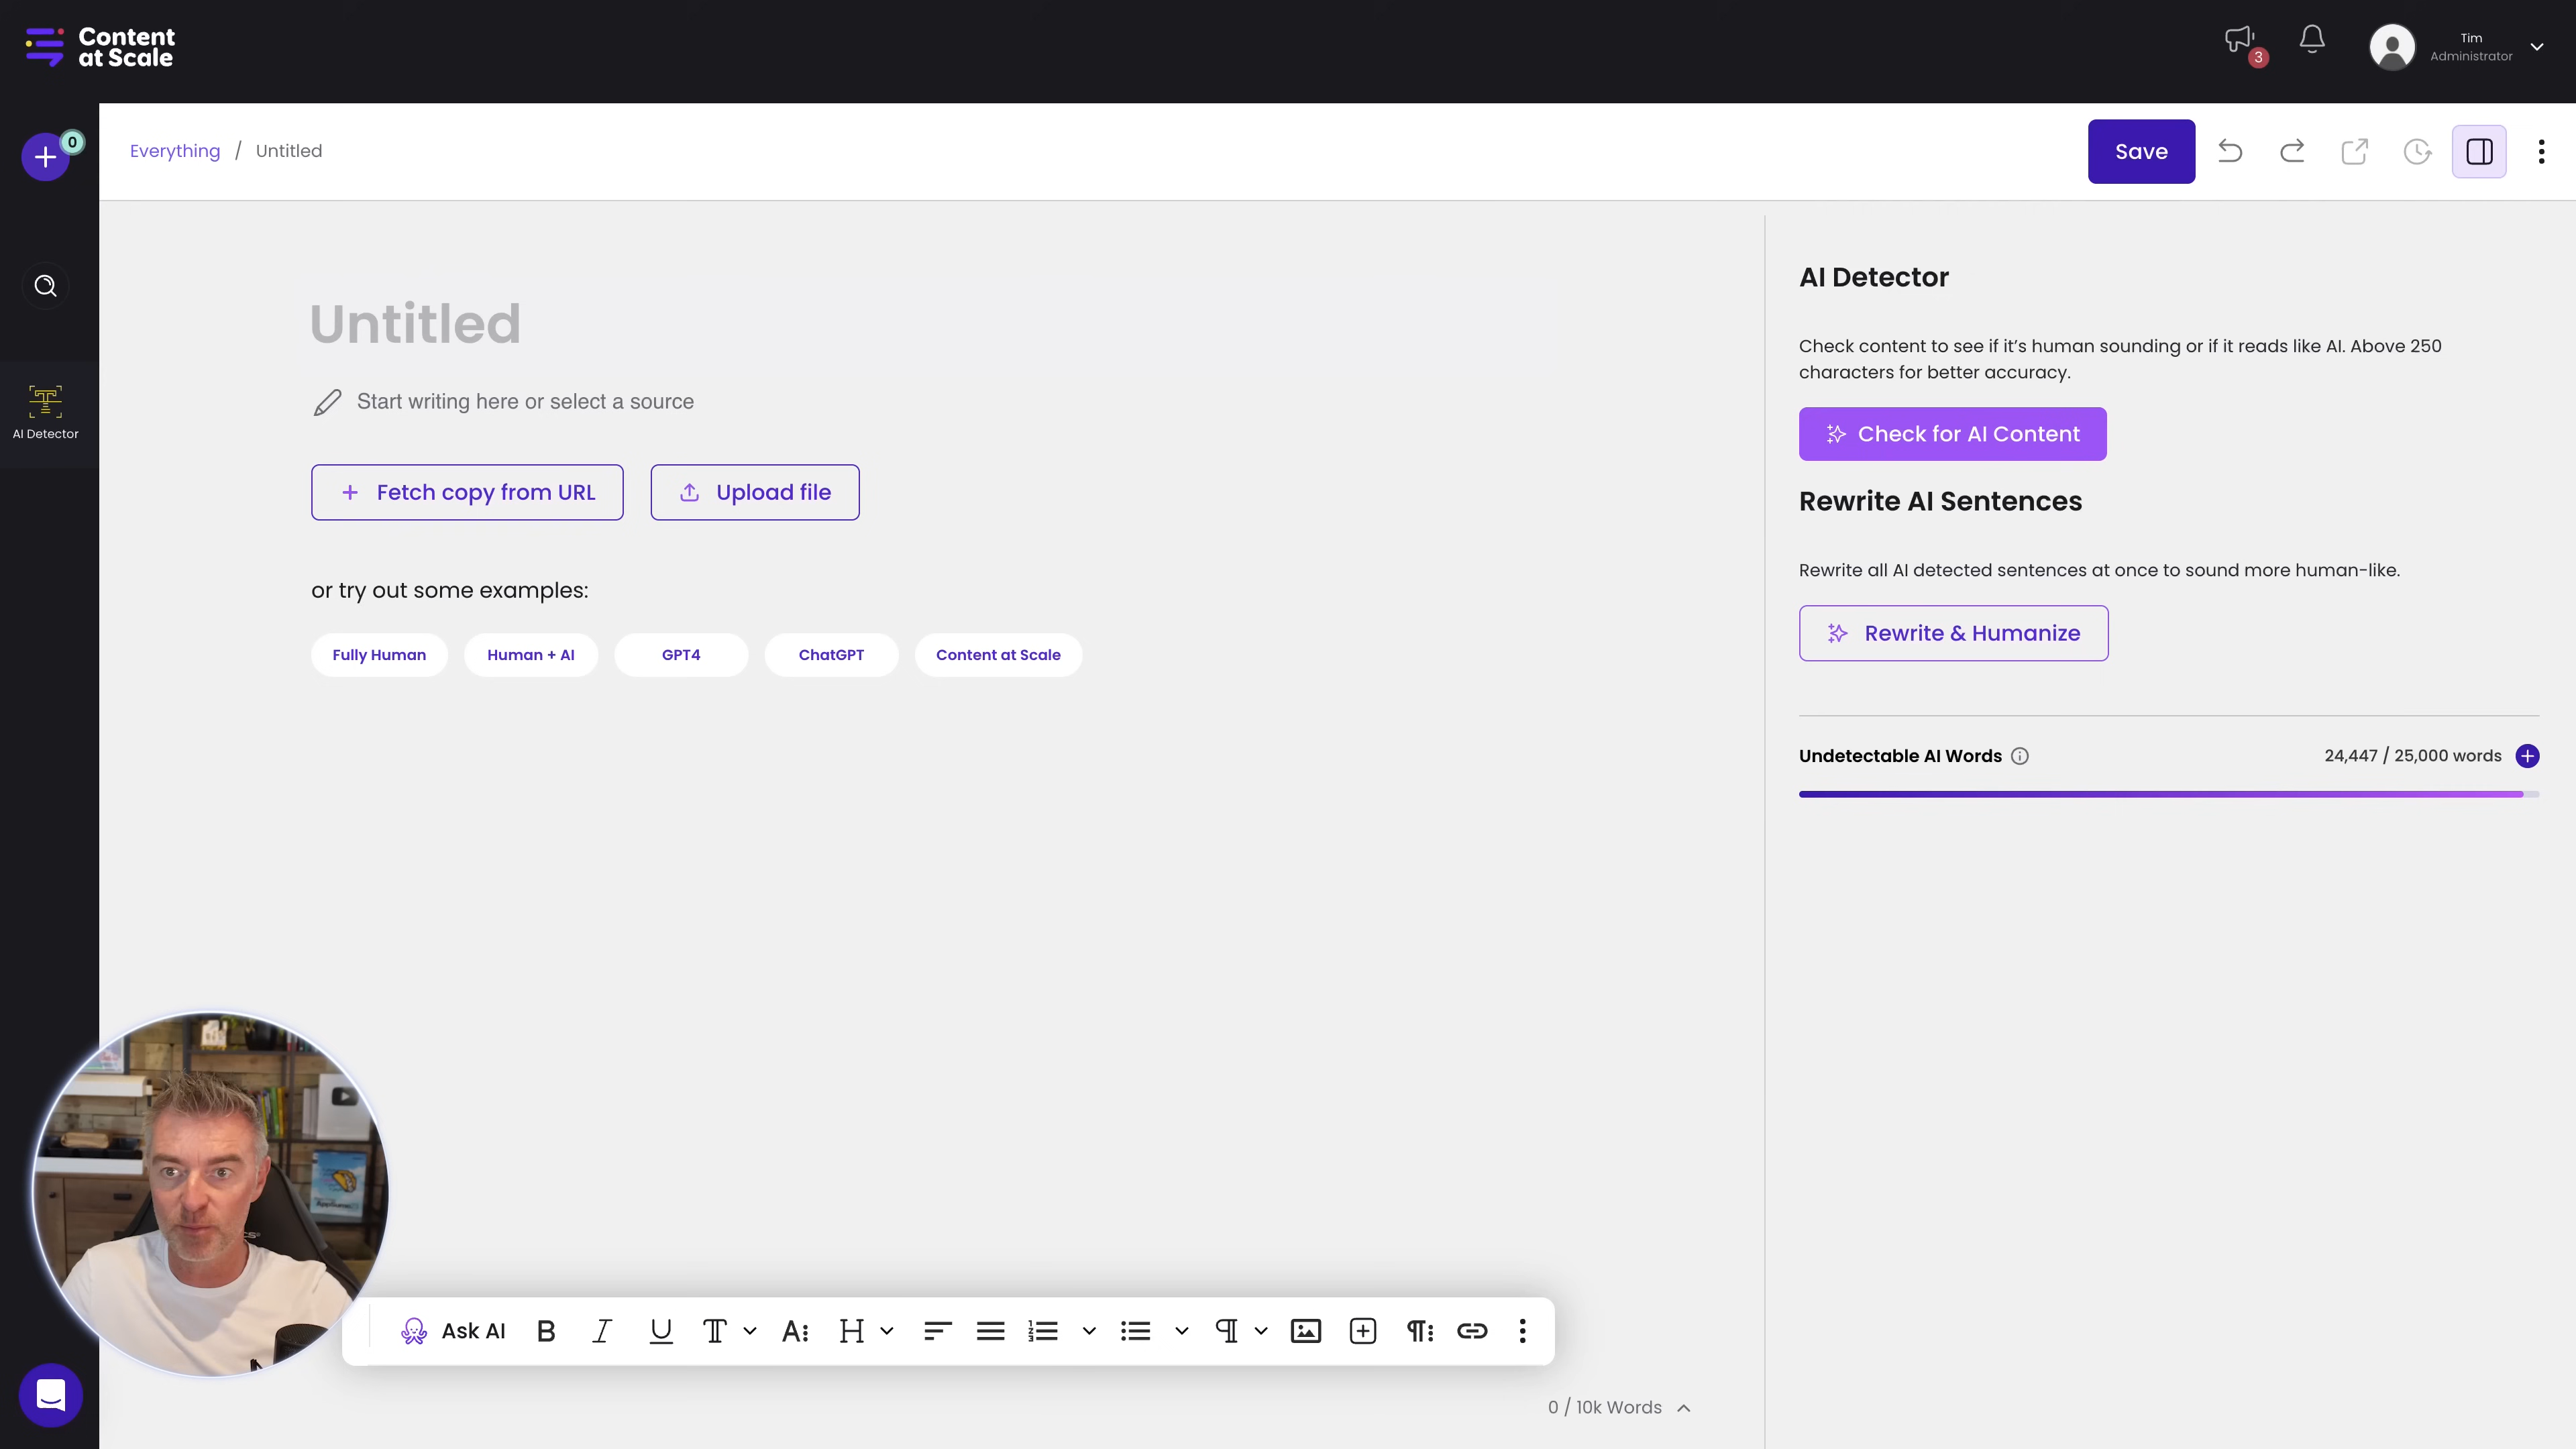 Content
at Scale
3
Tim
Administrator
0
Everything / Untitled
Save
AI Detector
Untitled
Start writing here or select a source
Fetch copy from URL
Upload file
or try out some examples:
Fully Human
Human + AI
GPT4
ChatGPT
Content at Scale
AI Detector
Check content to see if it's human sounding or if it reads like AI. Above 250
characters for better accuracy.
Check for AI Content
Rewrite AI Sentences
Rewrite all AI detected sentences at once to sound more human-like.
Rewrite & Humanize
Undetectable AI Words
24,447 / 25,000 words
Ask AI
0 / 10k Words